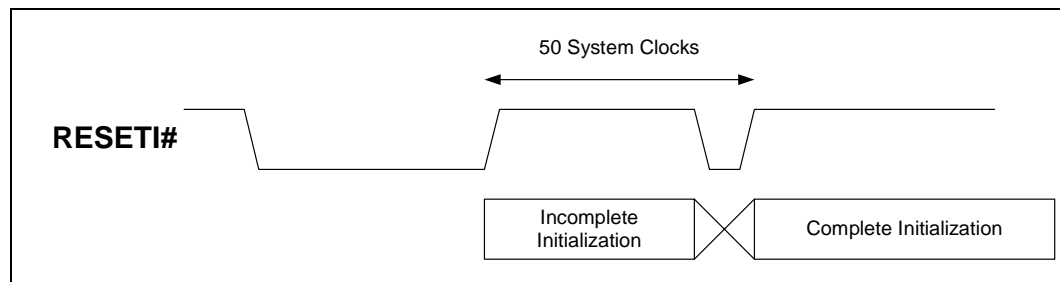 50 System Clocks
RESETI#
Incomplete
Initialization
Complete Initialization